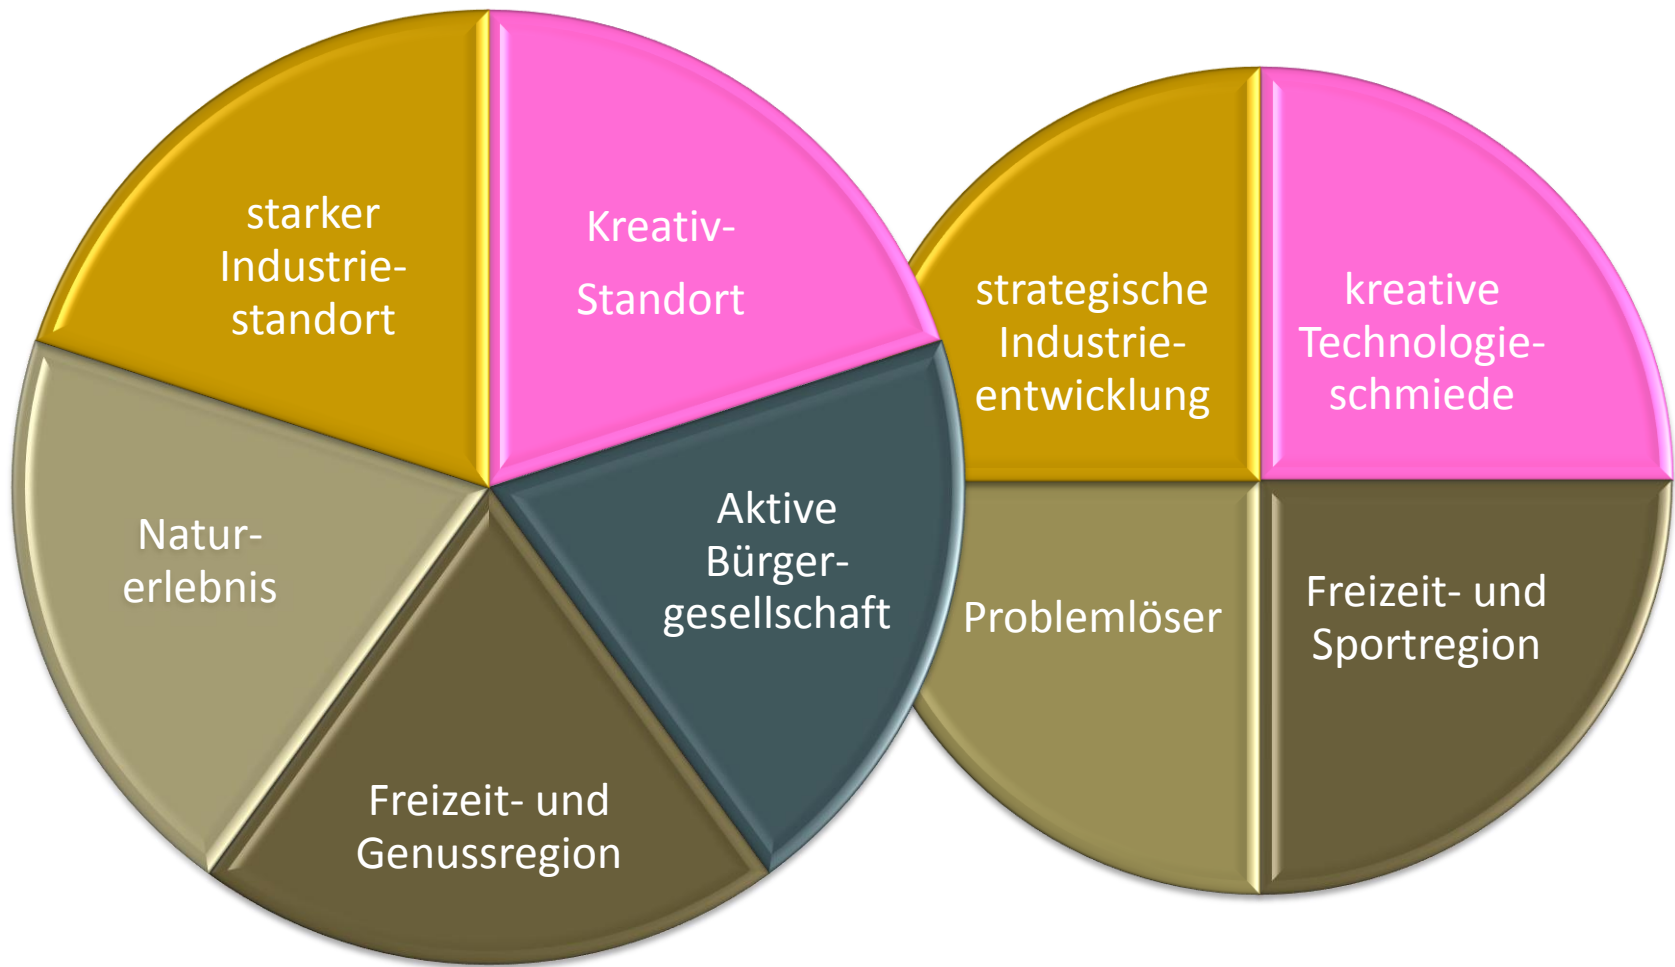 starker
Industrie-
standort
Kreativ-
Standort
Aktive
Bürger-
gesellschaft
Freizeit- und
Genussregion
Natur-
erlebnis
strategische
Industrie-
entwicklung
kreative
Technologie-
schmiede
Problemlöser
Freizeit- und
Sportregion